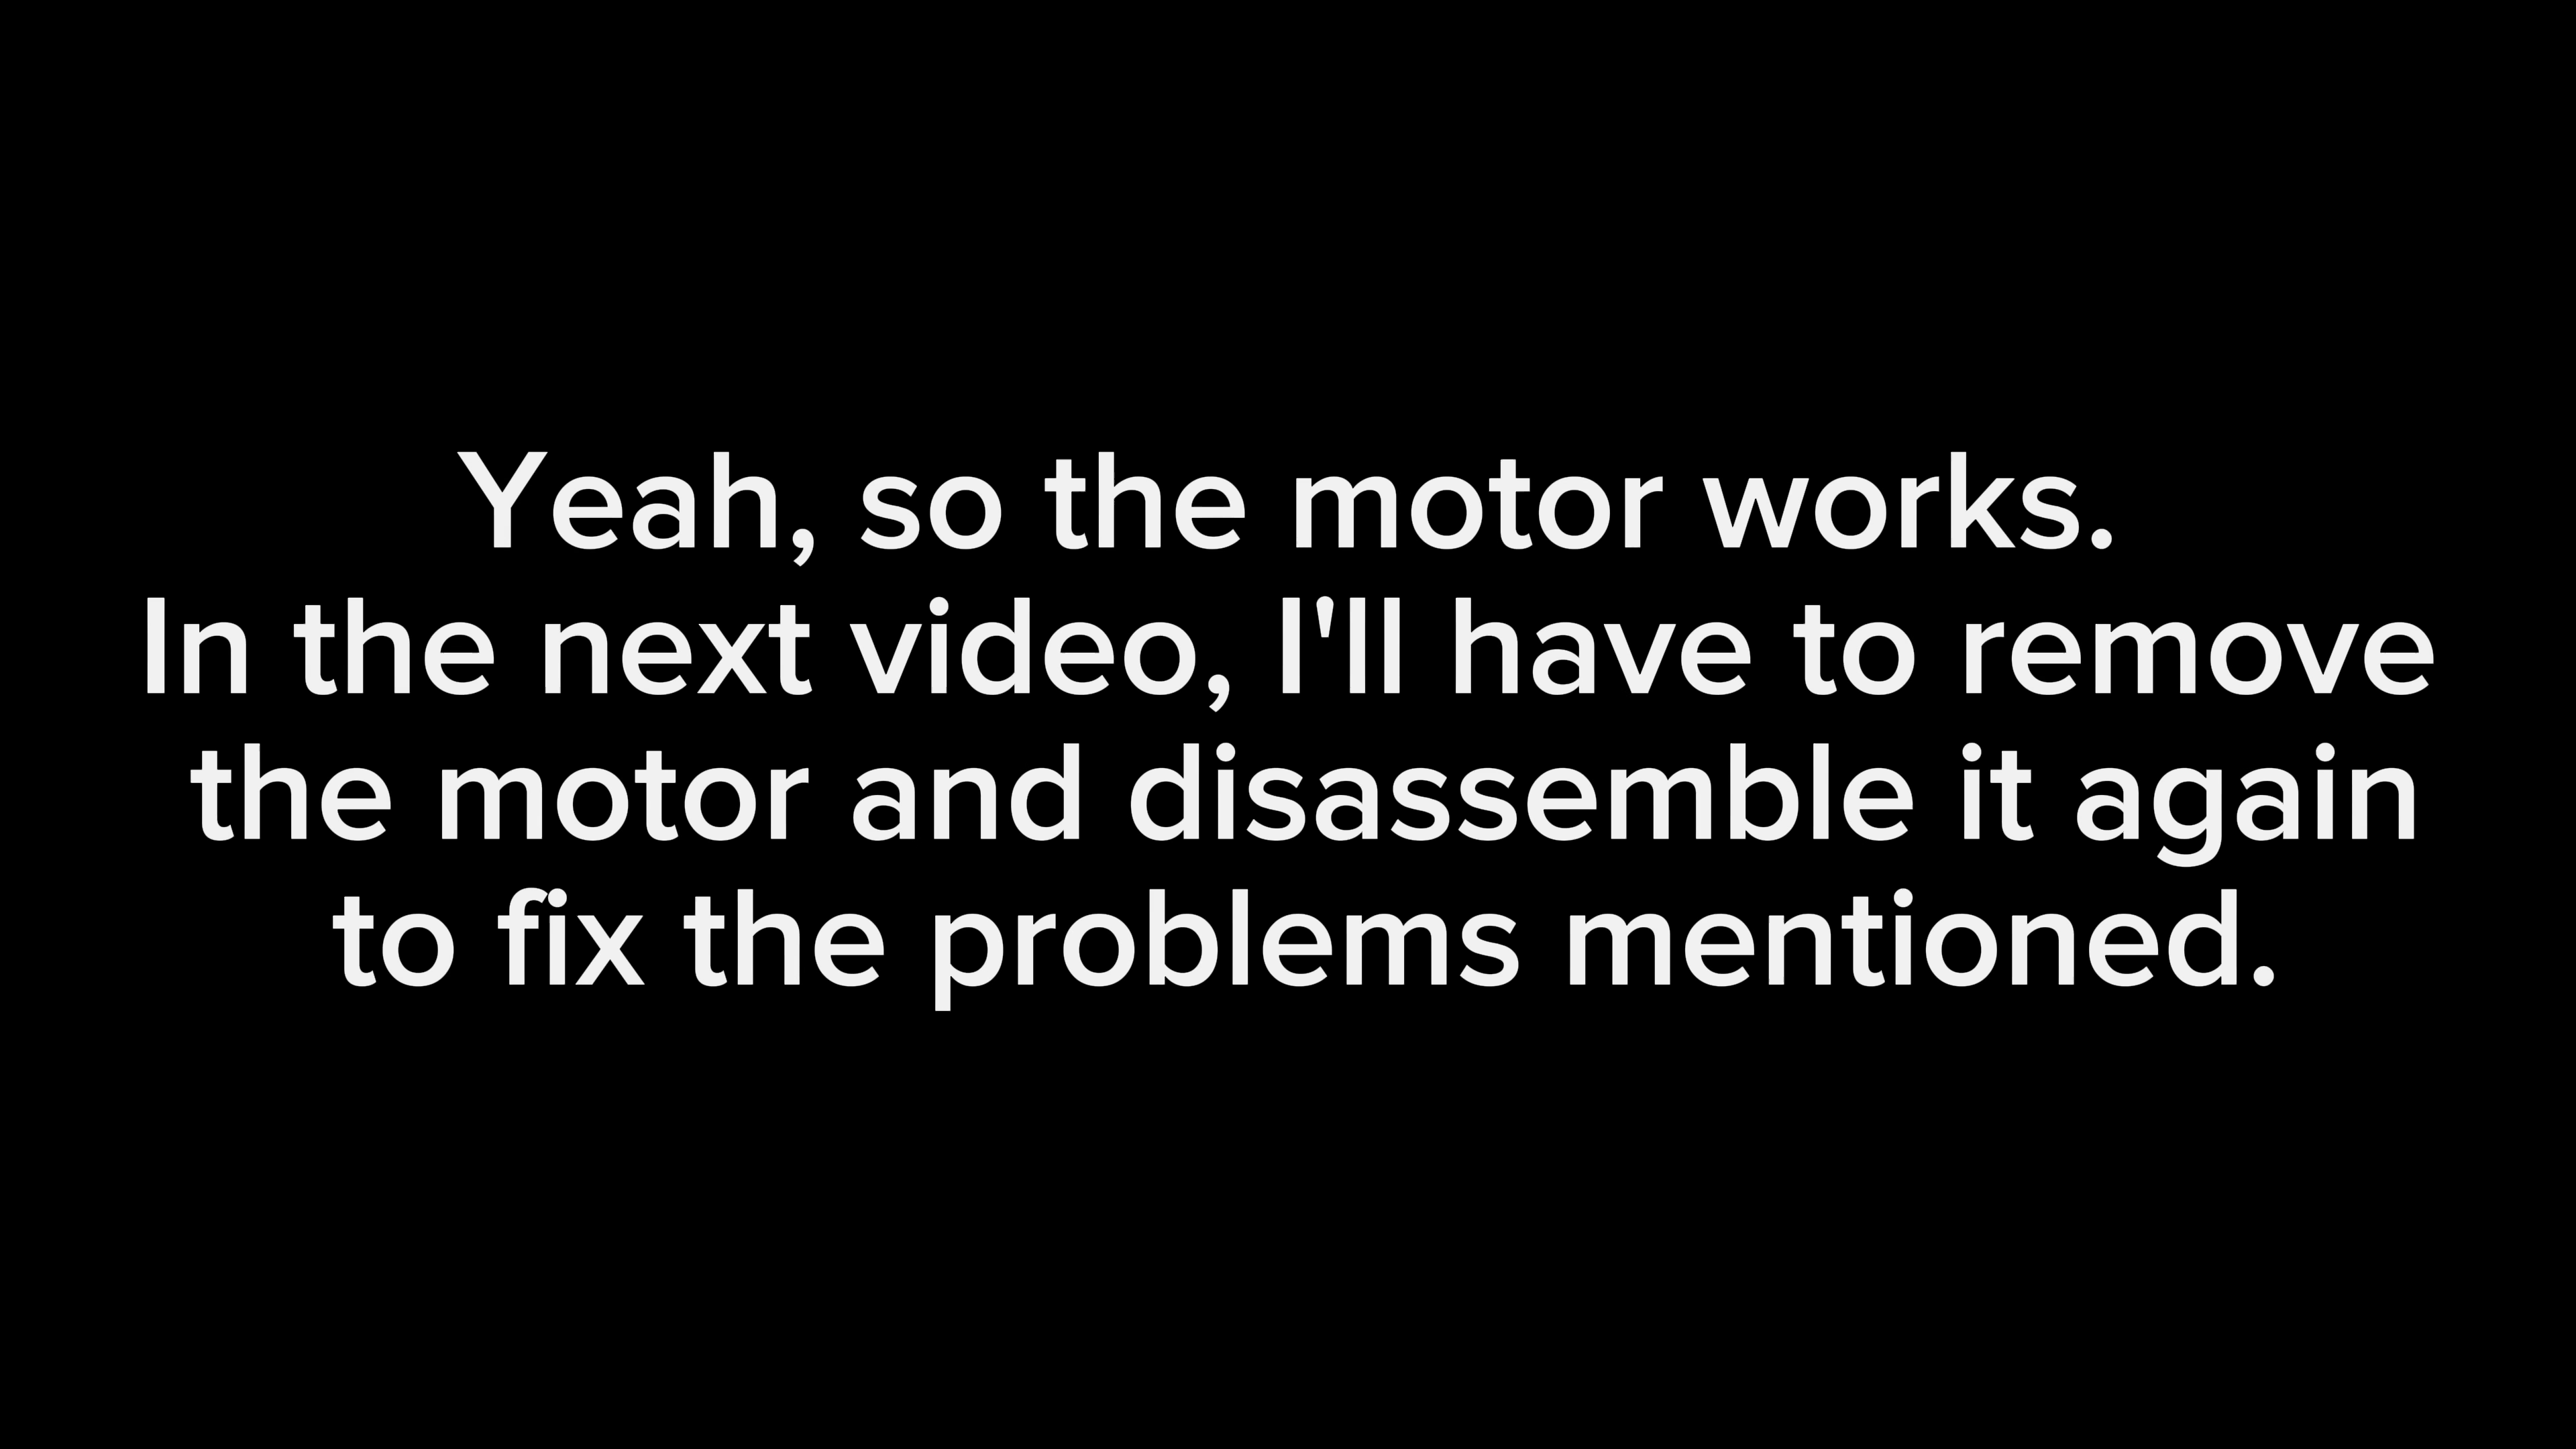 Yeah, so the motor works.
In the next video, I'll have to remove
the motor and disassemble it again
to fix the problems mentioned.